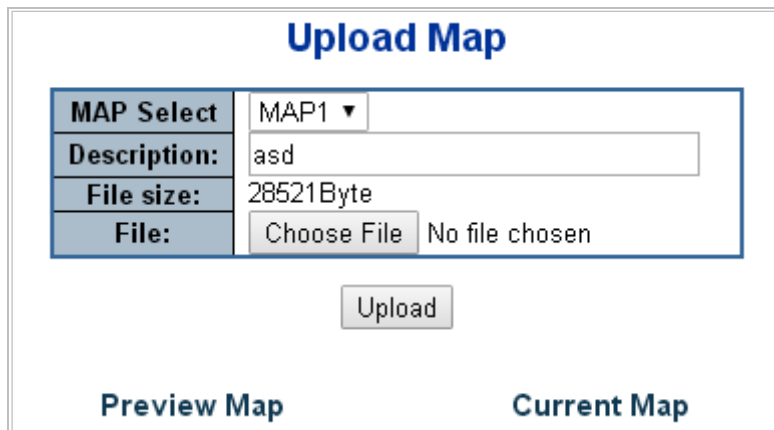 Upload Map
MAP Select MAP1
Description: asd
File size: 28521Byte
File: Choose File No file chosen
Upload
Preview Map Current Map